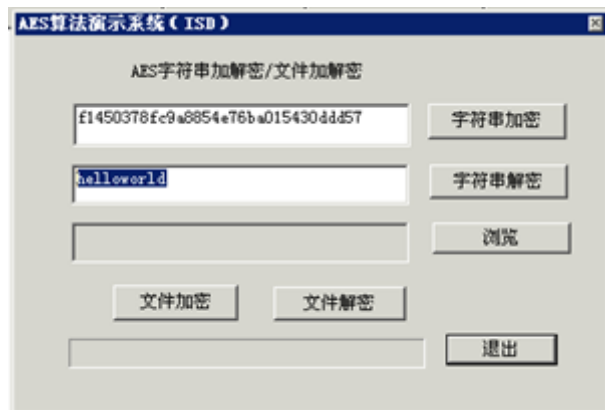 AES算法演示系统(ISD)
AES字符串加解密/文件加解密
f1450378fc9a8854e76ba015430ddd57
字符串加密
helloworld
字符串解密
浏览
文件加密
文件解密
退出